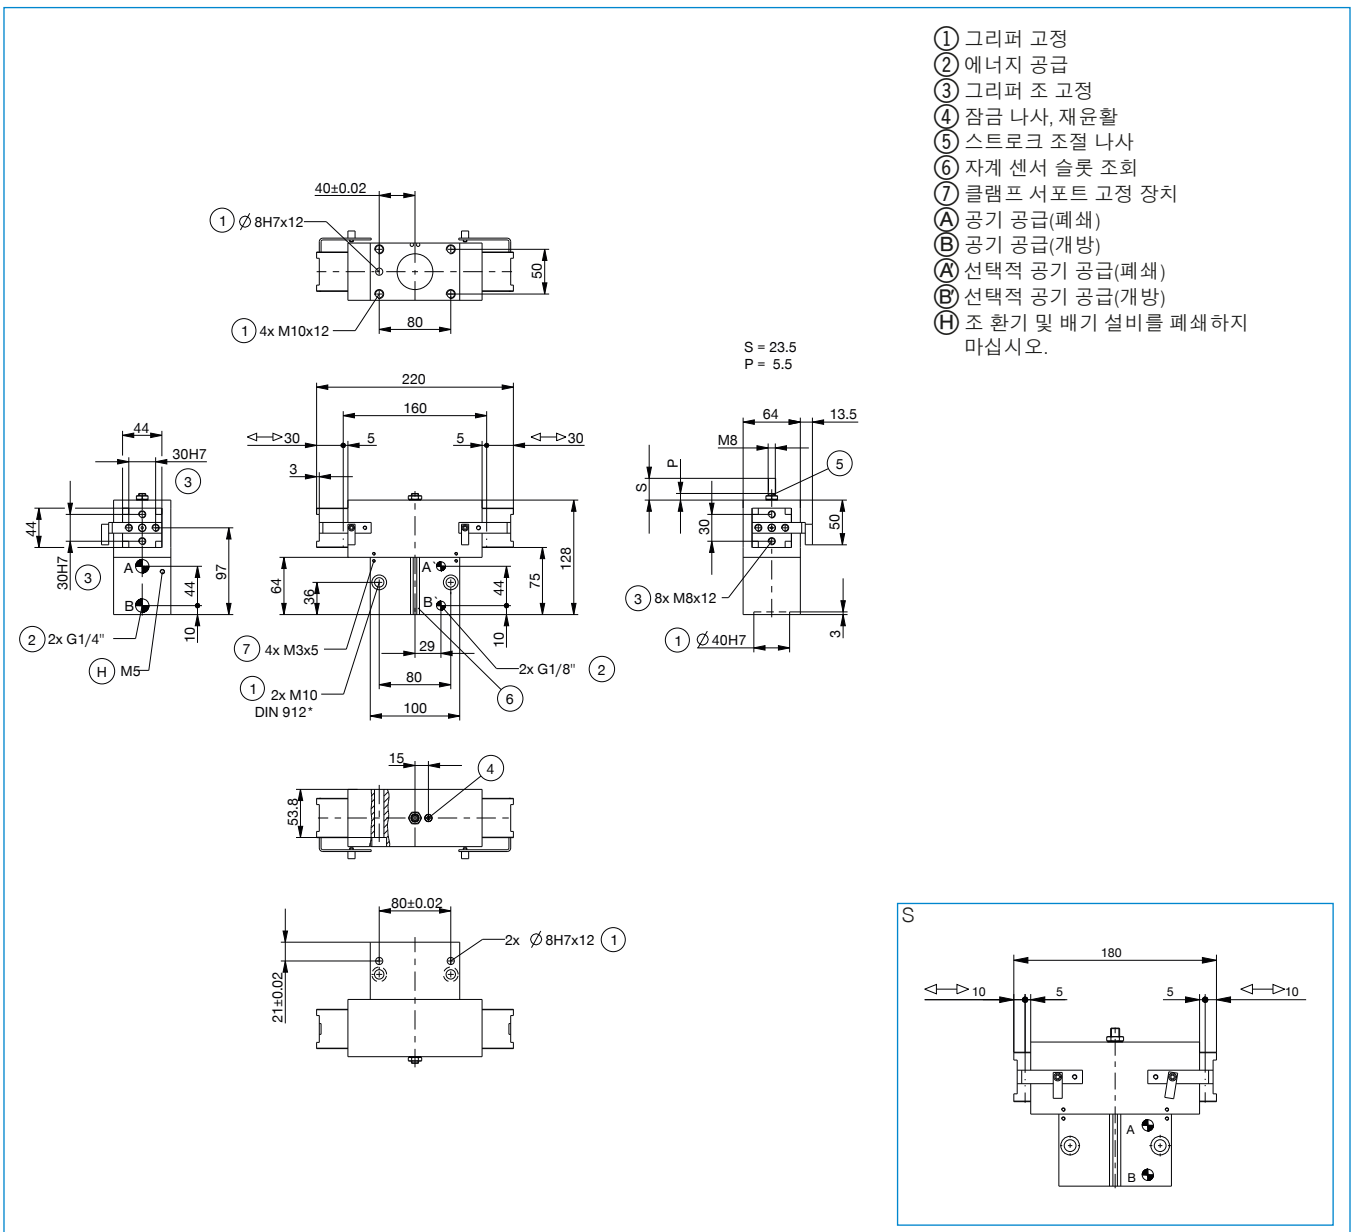 ① 그리퍼 고정
② 에너지 공급
③ 그리퍼 조 고정
④ 잠금 나사, 재윤활
⑤ 스트로크 조절 나사
⑥ 자계 센서 슬롯 조회
⑦ 클램프 서포트 고정 장치
Ⓐ 공기 공급(폐쇄)
Ⓑ 공기 공급(개방)
A' 선택적 공기 공급(폐쇄)
B' 선택적 공기 공급(개방)
Ⓗ 조 환기 및 배기 설비를 폐쇄하지
마십시오.
40±0.02
① Ø 8H7x12
50
① 4x M10x12
80
S = 23.5
P = 5.5
44
30H7
③
44
30H7
③
97
A
44
B
10
② 2x G1/4"
Ⓗ M5
220
160
30
5
5
30
3
128
64
36
A
B
44
75
10
29
⑦ 4x M3x5
2x G1/8" ②
80
① 2x M10
DIN 912*
⑥
100
64
13.5
M8
P
S
⑤
30
50
③ 8x M8x12
① Ø 40H7
3
15
④
53.8
80±0.02
2x Ø 8H7x12 ①
21±0.02
S
180
10
5
5
10
A
B